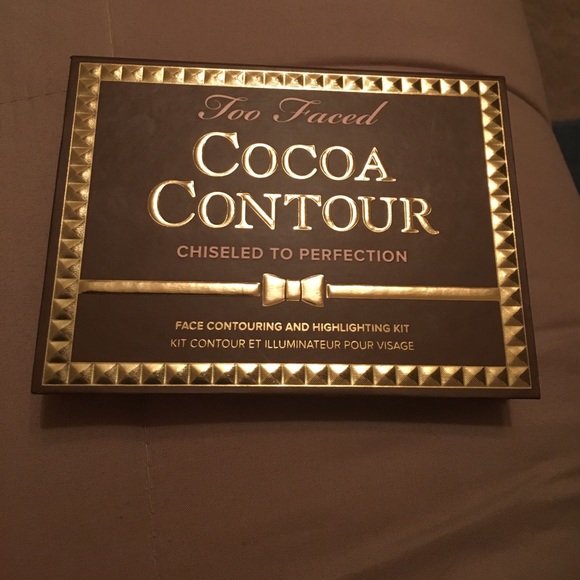 Too Faced
COCOA
CONTOUR
CHISELED TO PERFECTION
FACE CONTOURING AND HIGHLIGHTING KIT
KIT CONTOUR ET ILLUMINATEUR POUR VISAGE